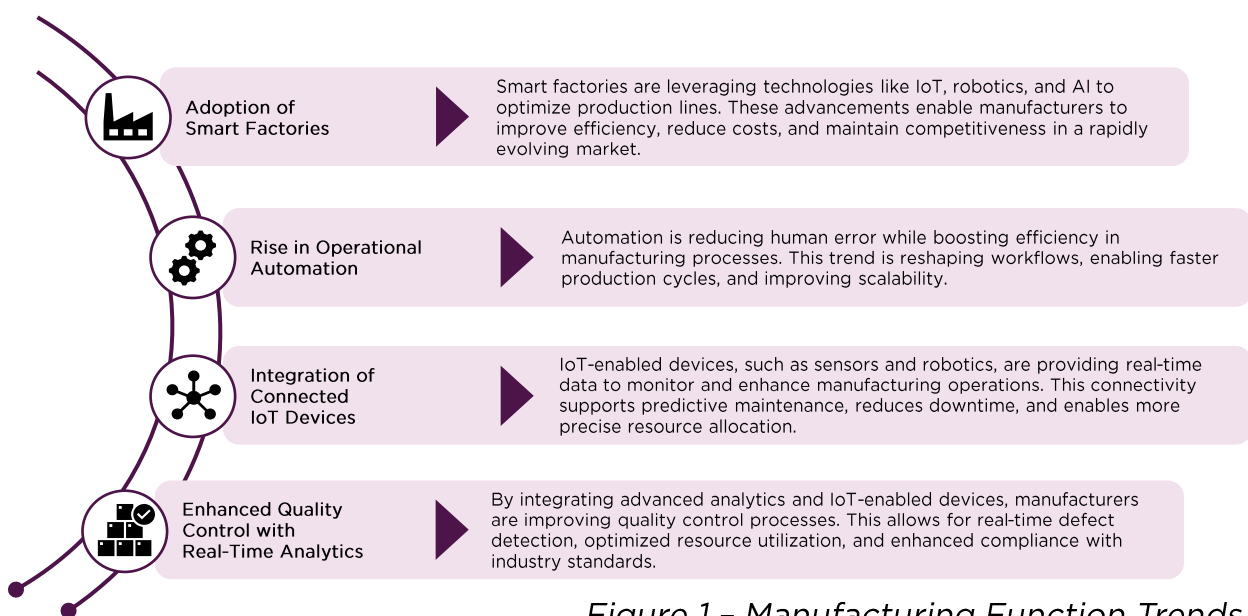 Adoption of
Smart Factories
Smart factories are leveraging technologies like IoT, robotics, and AI to
optimize production lines. These advancements enable manufacturers to
improve efficiency, reduce costs, and maintain competitiveness in a rapidly
evolving market.
Rise in Operational
Automation
Automation is reducing human error while boosting efficiency in
manufacturing processes. This trend is reshaping workflows, enabling faster
production cycles, and improving scalability.
Integration of
Connected
IoT Devices
IoT-enabled devices, such as sensors and robotics, are providing real-time
data to monitor and enhance manufacturing operations. This connectivity
supports predictive maintenance, reduces downtime, and enables more
precise resource allocation.
Enhanced Quality
Control with
Real-Time Analytics
By integrating advanced analytics and IoT-enabled devices, manufacturers
are improving quality control processes. This allows for real-time defect
detection, optimized resource utilization, and enhanced compliance with
industry standards.
Figure 1 – Manufacturing Function Trends